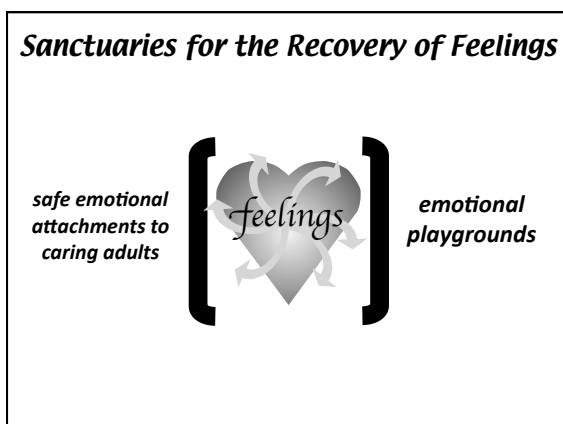 Sanctuaries for the Recovery of Feelings
safe emotional
attachments to
caring adults
feelings
emotional
playgrounds